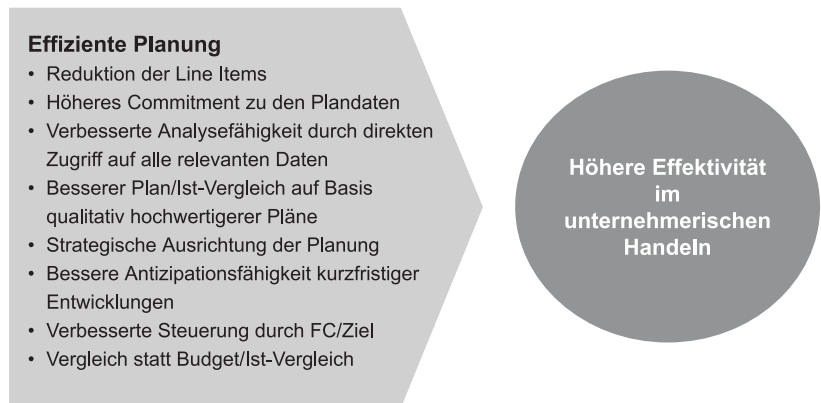 Effiziente Planung
• Reduktion der Line Items
• Höheres Commitment zu den Plandaten
• Verbesserte Analysefähigkeit durch direkten
Zugriff auf alle relevanten Daten
• Besserer Plan/Ist-Vergleich auf Basis
qualitativ hochwertigerer Pläne
• Strategische Ausrichtung der Planung
• Bessere Antizipationsfähigkeit kurzfristiger
Entwicklungen
• Verbesserte Steuerung durch FC/Ziel
• Vergleich statt Budget/Ist-Vergleich
Höhere Effektivität
im
unternehmerischen
Handeln